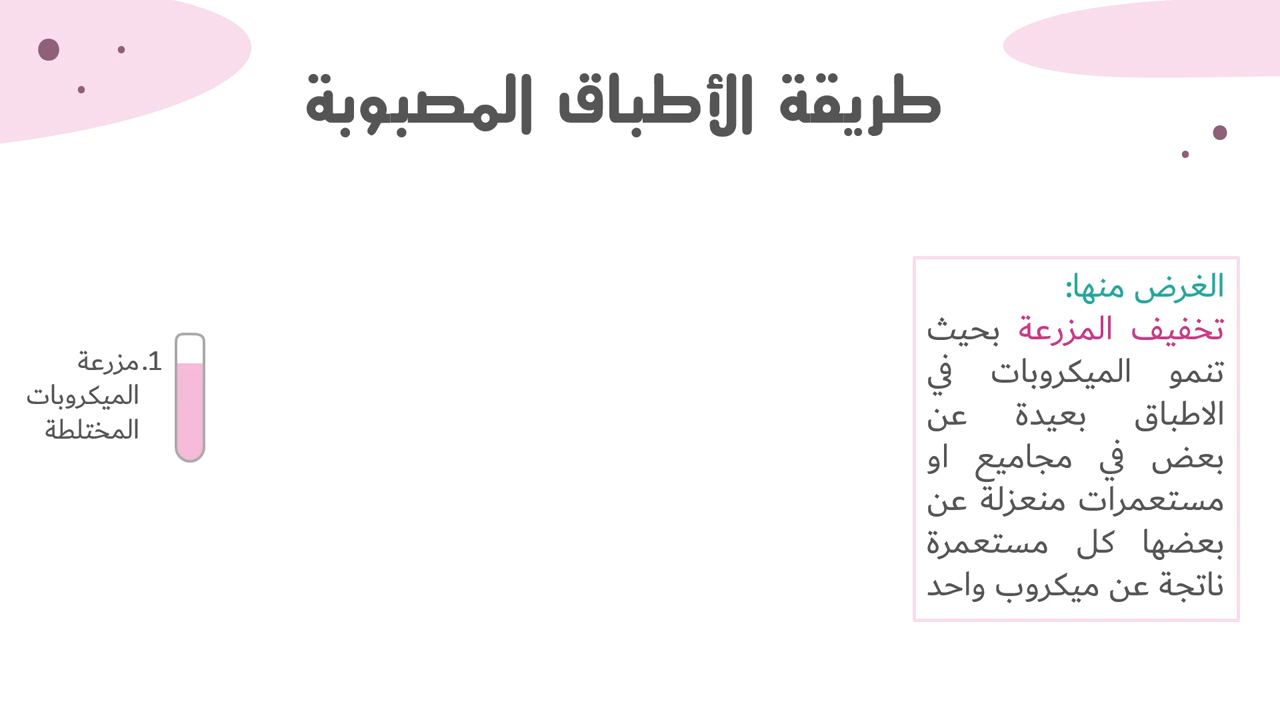 طريقة الأطباق المصبوبة
الغرض منها:
تخفيف المزرعة بحيث
تنمو الميكروبات في
الاطباق بعيدة عن
بعض في مجاميع او
مستعمرات منعزلة عن
بعضها كل مستعمرة
ناتجة عن ميكروب واحد
1. مزرعة
الميكروبات
المختلطة